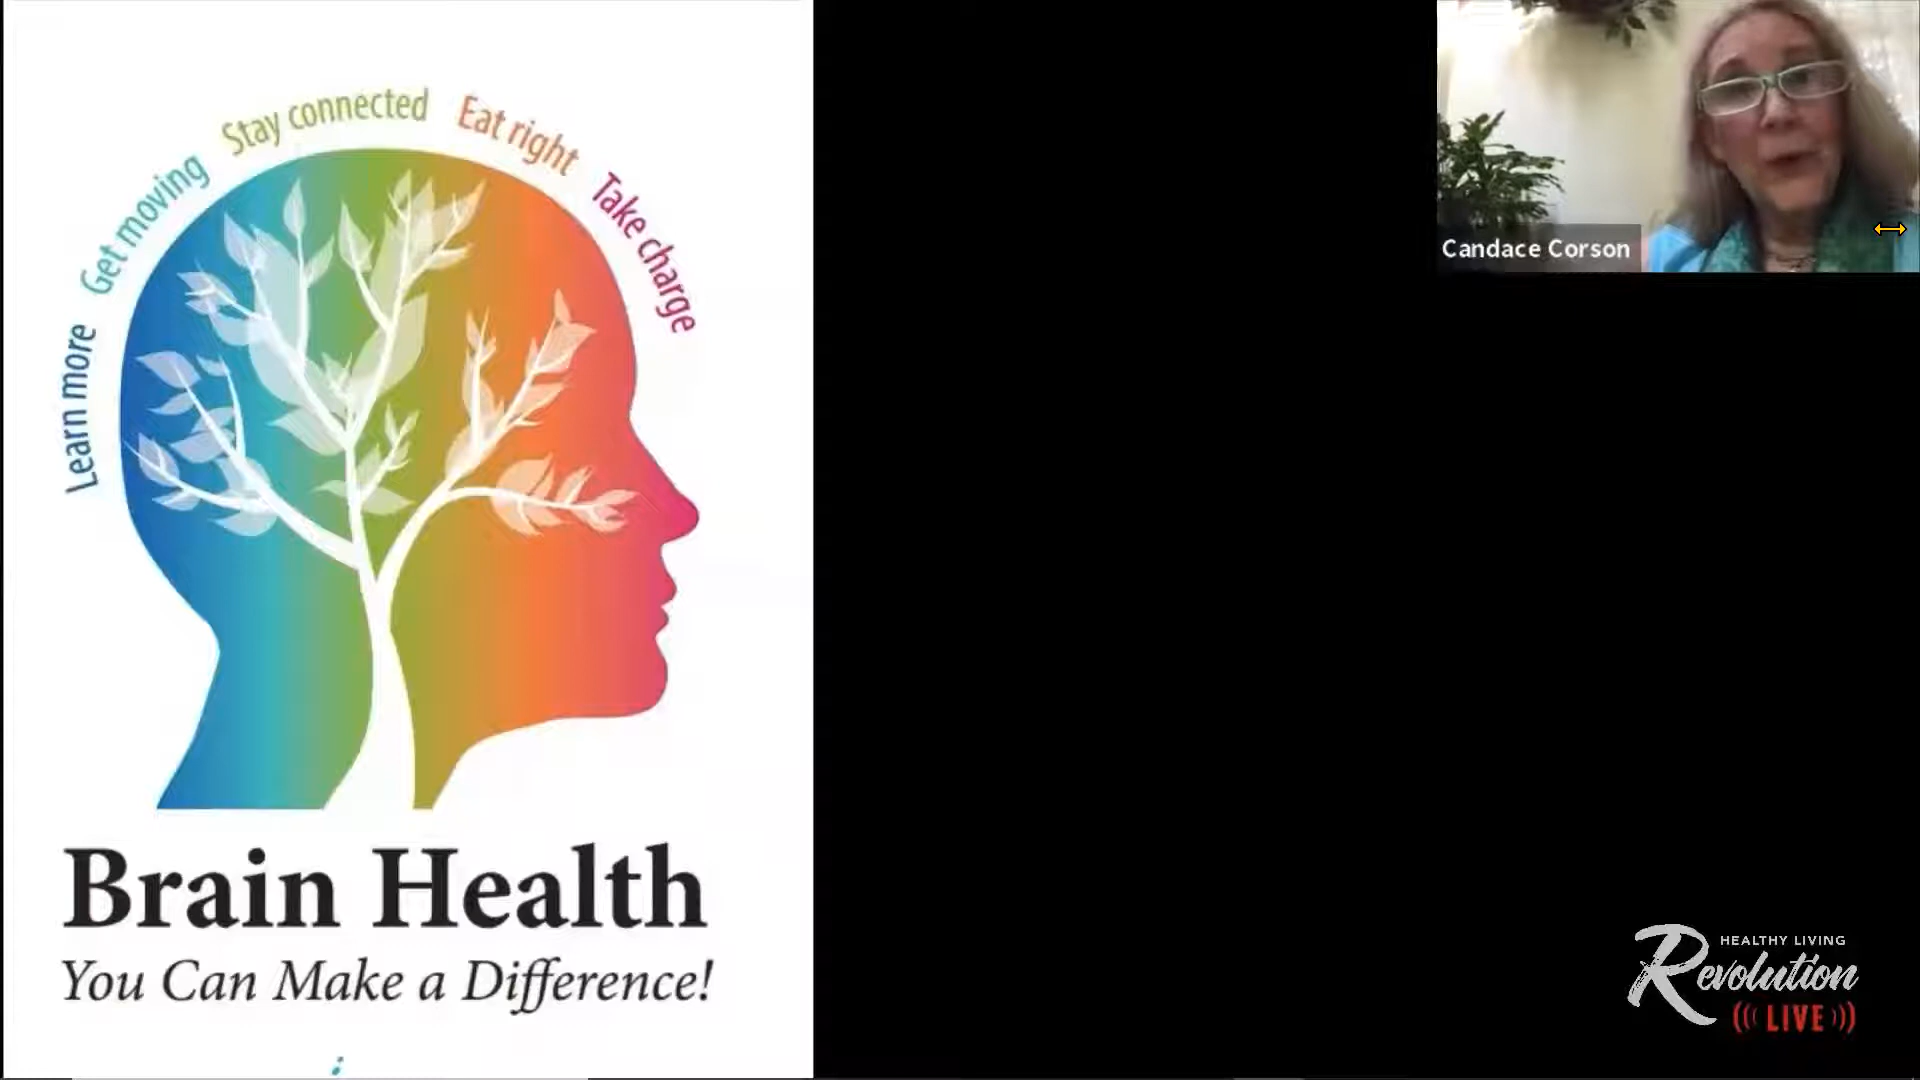 Learn more
Get moving
Stay connected
Eat right
Take charge
Brain Health
You Can Make a Difference!
Candace Corson
HEALTHY LIVING
Revolution
LIVE